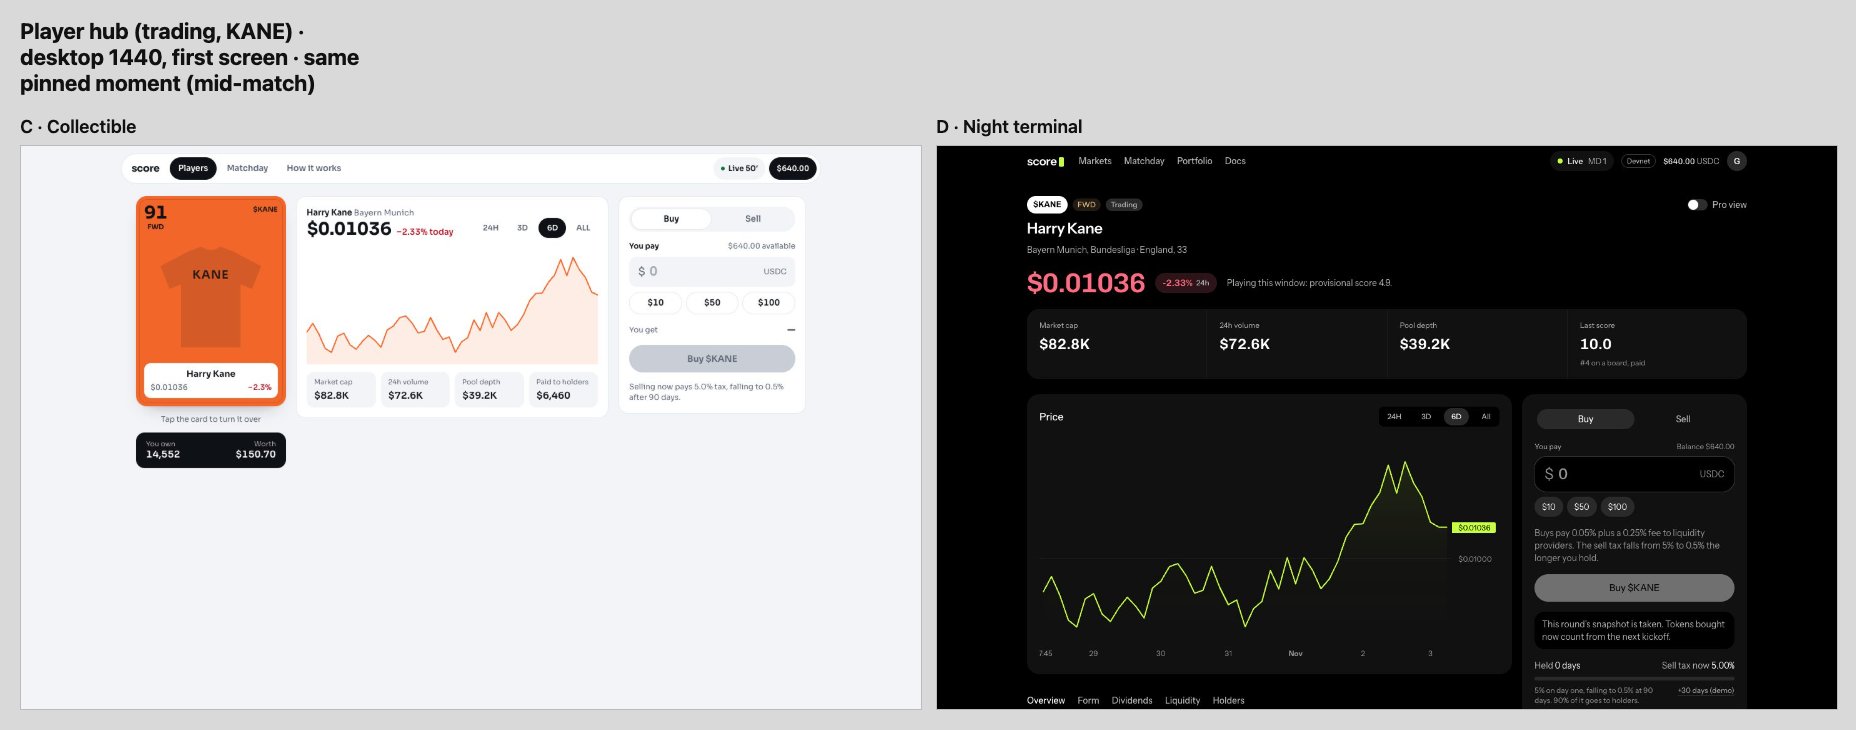 Player hub (trading, KANE) ·
desktop 1440, first screen · same
pinned moment (mid-match)
C · Collectible
score Players Matchday How it works
Live 50' $640.00
91
FWD
$KANE
KANE
Harry Kane
$0.01036 −2.3%
Tap the card to turn it over
You own Worth
14,552 $150.70
Harry Kane Bayern Munich
$0.01036 −2.33% today
24H 3D 6D ALL
Market cap
$82.8K
24h volume
$72.6K
Pool depth
$39.2K
Paid to holders
$6,460
Buy Sell
You pay $640.00 available
$ 0 USDC
$10 $50 $100
You get —
Buy $KANE
Selling now pays 5.0% tax, falling to 0.5%
after 90 days.
D · Night terminal
score Markets Matchday Portfolio Docs
Live MD 1 Devnet $640.00 USDC G
$KANE FWD Trading
Pro view
Harry Kane
Bayern Munich, Bundesliga · England, 33
$0.01036 -2.33% 24h Playing this window: provisional score 4.9.
Market cap
$82.8K
24h volume
$72.6K
Pool depth
$39.2K
Last score
10.0
#4 on a board, paid
Price
24H 3D 6D All
$0.01036
$0.01000
7:45 29 30 31 Nov 2 3
Buy Sell
You pay Balance $640.00
$ 0 USDC
$10 $50 $100
Buys pay 0.05% plus a 0.25% fee to liquidity
providers. The sell tax falls from 5% to 0.5% the
longer you hold.
Buy $KANE
This round's snapshot is taken. Tokens bought
now count from the next kickoff.
Held 0 days Sell tax now 5.00%
5% on day one, falling to 0.5% at 90
days. 90% of it goes to holders.
+30 days (demo)
Overview Form Dividends Liquidity Holders